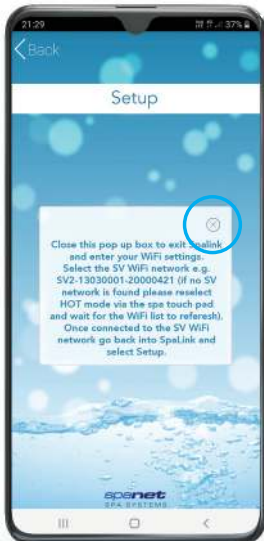 21:29
37%
Back
Setup
Close this pop up box to exit Spalink
and enter your WiFi settings.
Select the SV WiFi network e.g.
SV2-13030001-20000421 (if no SV
network is found please reselect
HOT mode via the spa touch pad
and wait for the WiFi list to referesh).
Once connected to the SV WiFi
network go back into SpaLink and
select Setup.
spanet
SPA SYSTEMS